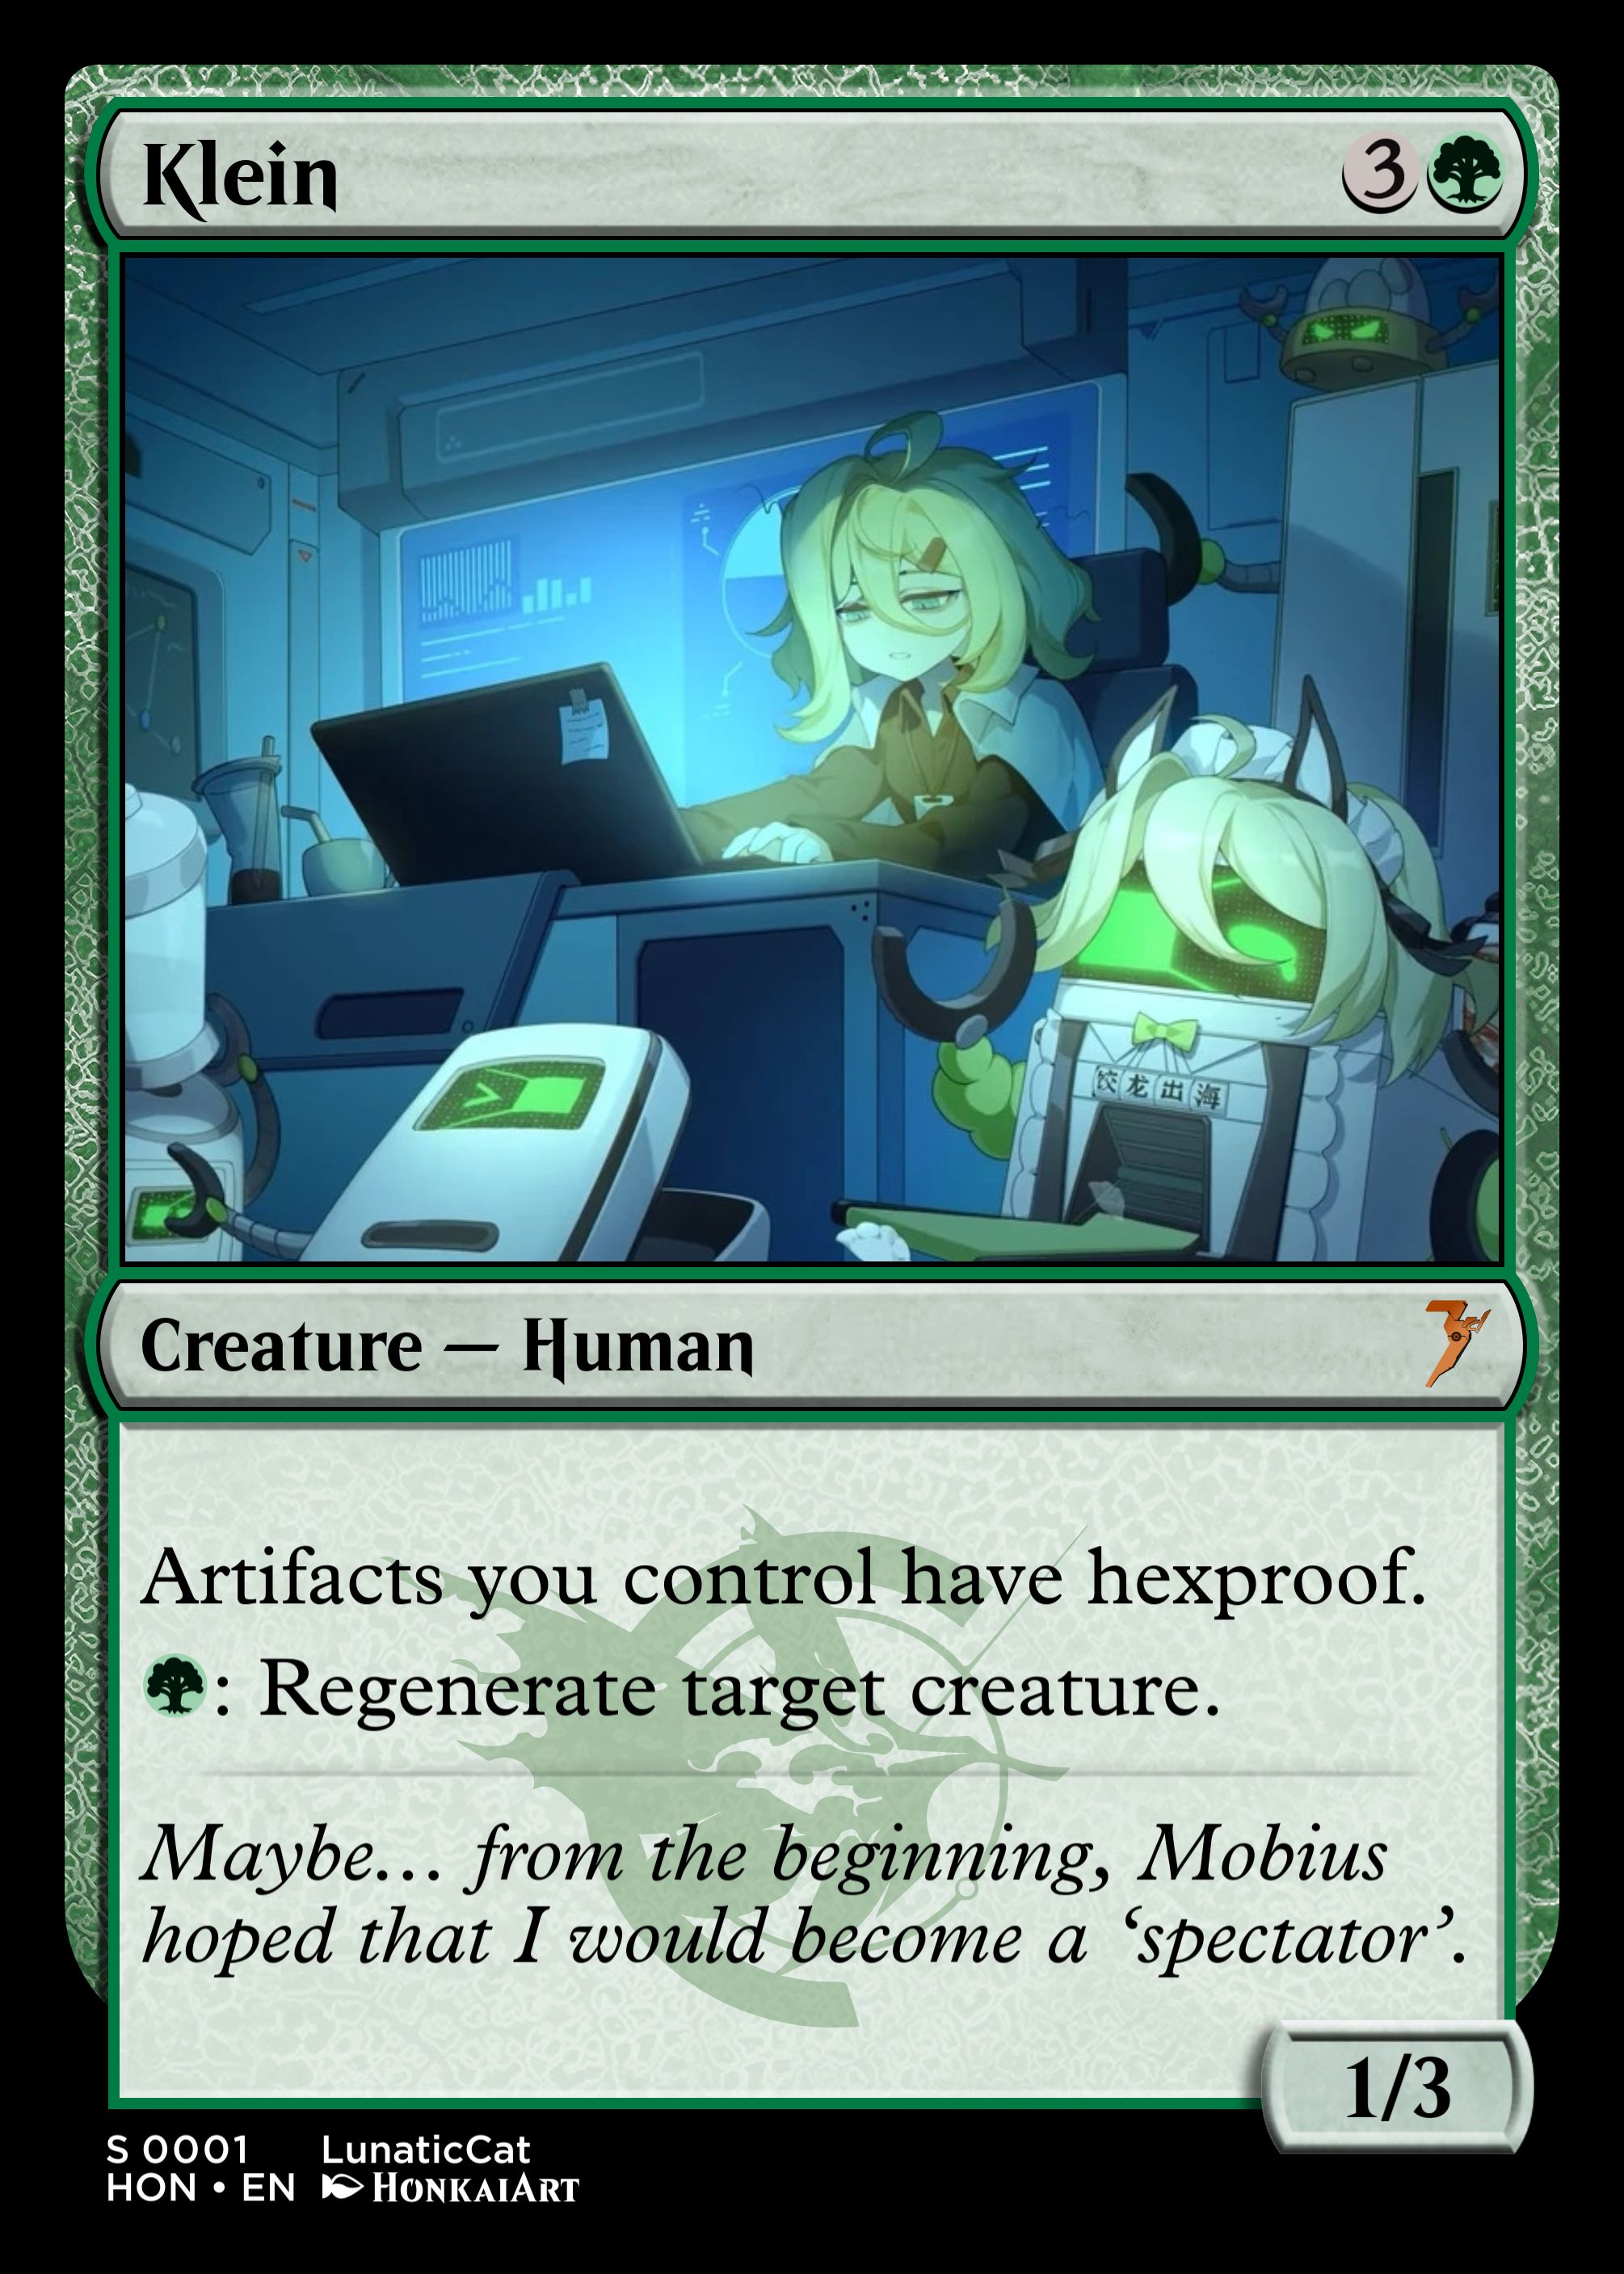 Klein 3
饺龙出海
Creature — Human
Artifacts you control have hexproof.
: Regenerate target creature.
Maybe… from the beginning, Mobius
hoped that I would become a ‘spectator’.
1/3
S 0001 LunaticCat
HON • EN HONKAIART